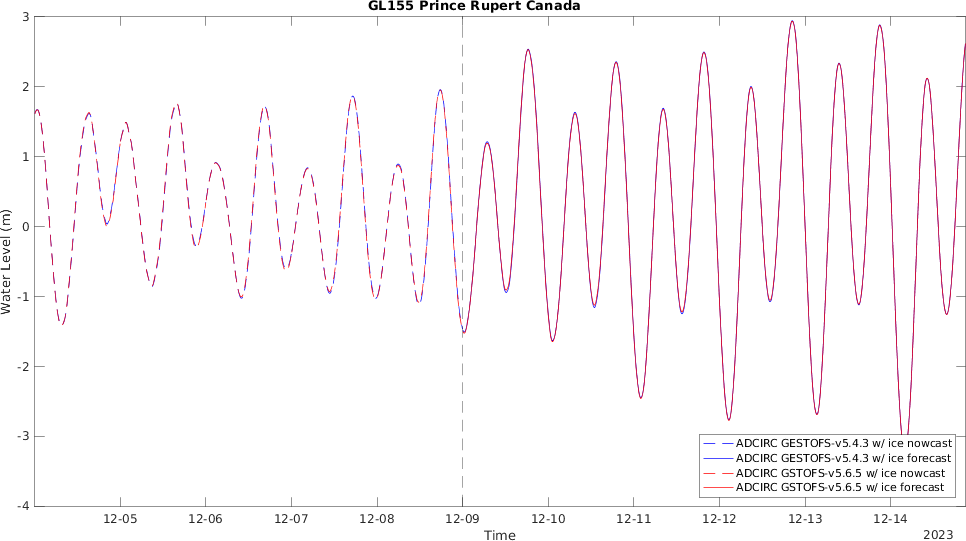 GL155 Prince Rupert Canada
3
2
1
0
-1
-2
-3
-4
Water Level (m)
ADCIRC GESTOFS-v5.4.3 w/ ice nowcast
ADCIRC GESTOFS-v5.4.3 w/ ice forecast
ADCIRC GSTOFS-v5.6.5 w/ ice nowcast
ADCIRC GSTOFS-v5.6.5 w/ ice forecast
12-05 12-06 12-07 12-08 12-09 12-10 12-11 12-12 12-13 12-14
Time
2023